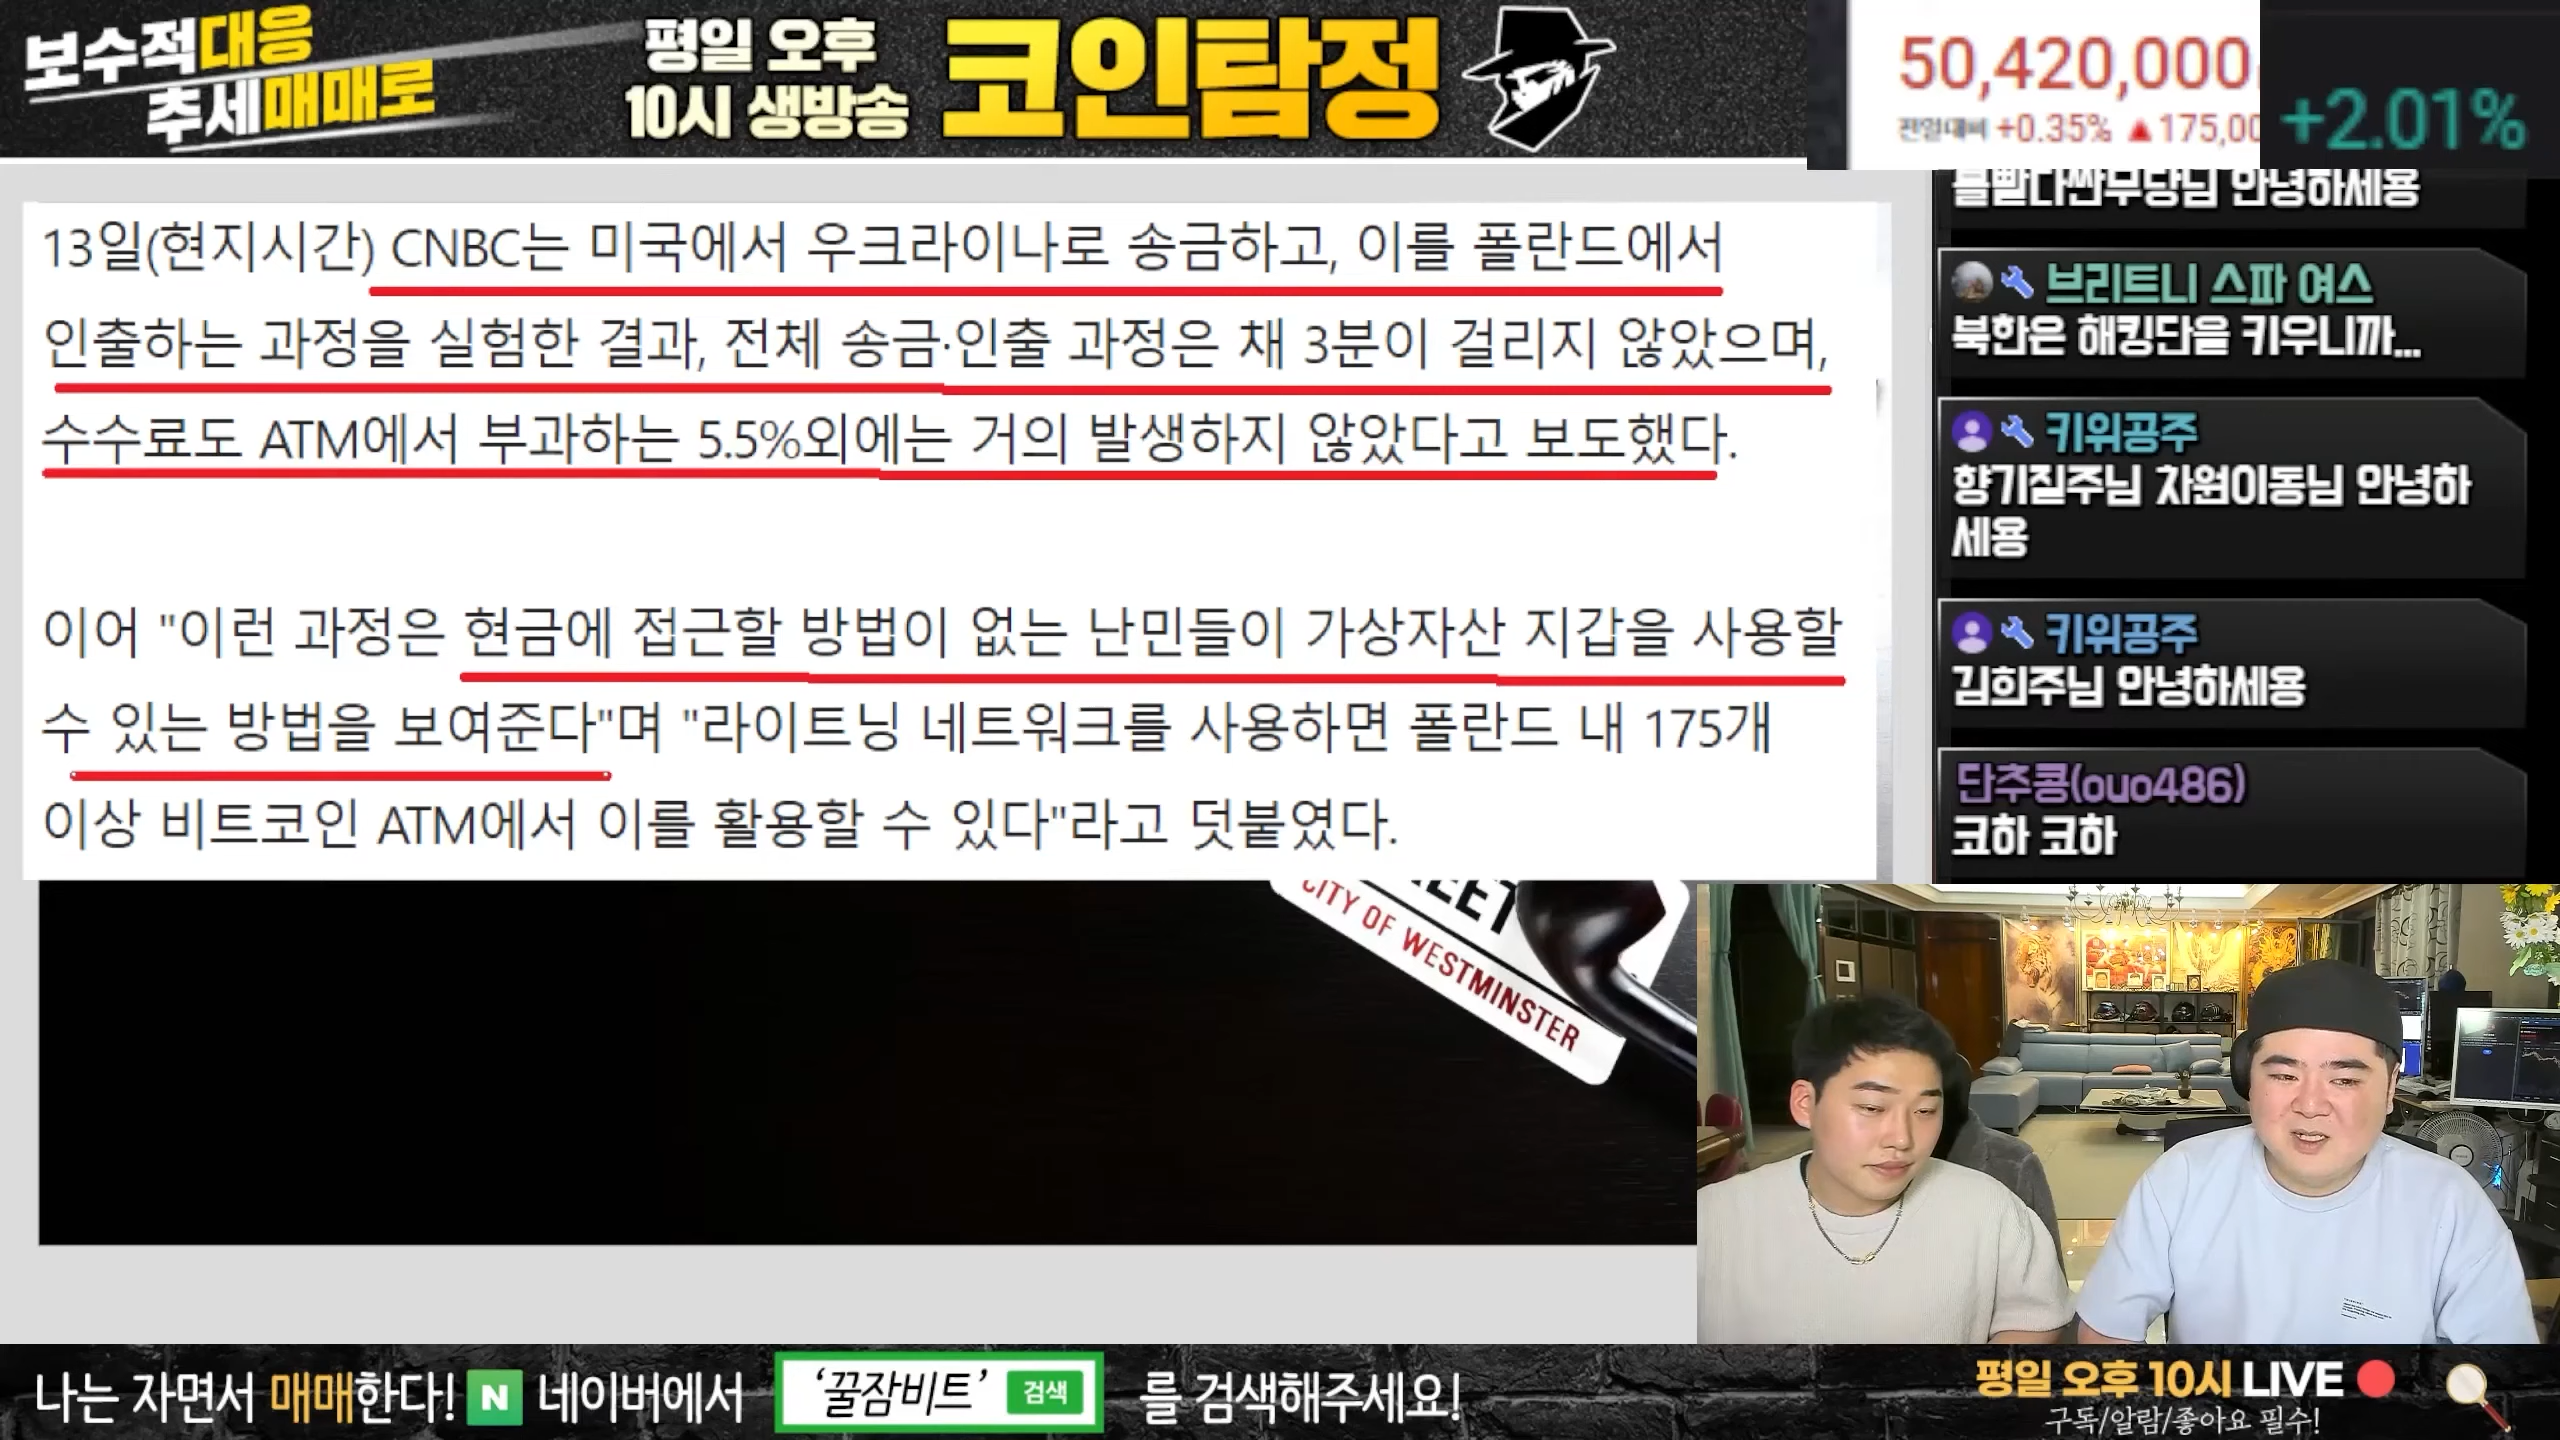 보수적대응
추세매매로
평일 오후
10시 생방송
코인탐정
50,420,000
전일대비 +0.35% ▲175,00
+2.01%
13일(현지시간) CNBC는 미국에서 우크라이나로 송금하고, 이를 폴란드에서
인출하는 과정을 실험한 결과, 전체 송금·인출 과정은 채 3분이 걸리지 않았으며,
수수료도 ATM에서 부과하는 5.5%외에는 거의 발생하지 않았다고 보도했다.
이어 "이런 과정은 현금에 접근할 방법이 없는 난민들이 가상자산 지갑을 사용할
수 있는 방법을 보여준다"며 "라이트닝 네트워크를 사용하면 폴란드 내 175개
이상 비트코인 ATM에서 이를 활용할 수 있다"라고 덧붙였다.
안녕하세용
브리트니 스파 여스
북한은 해킹단을 키우니까...
키위공주
향기질주님 차원이동님 안녕하
세용
키위공주
김희주님 안녕하세용
단추콩(ouo486)
코하 코하
CITY OF WESTMINSTER
나는 자면서 매매한다! N 네이버에서 '꿀잠비트' 검색 를 검색해주세요!
평일 오후 10시 LIVE
구독/알람/좋아요 필수!